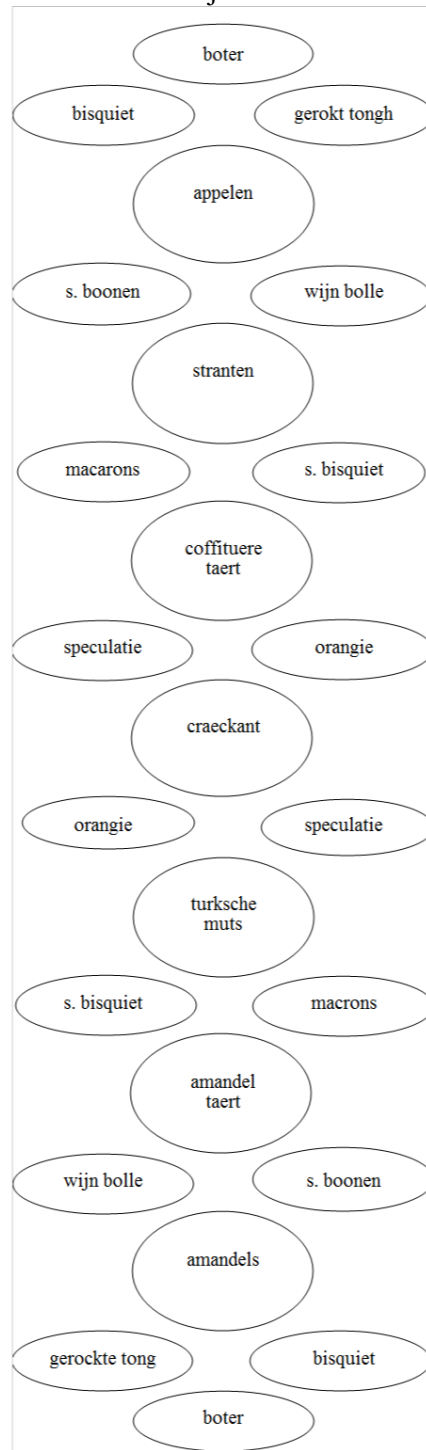 boter
bisquiet
gerokt tongh
appelen
s. boonen
wijn bolle
stranten
macarons
s. bisquiet
coffituere
taert
speculatie
orangie
craeckant
orangie
speculatie
turksche
muts
s. bisquiet
macrons
amandel
taert
wijn bolle
s. boonen
amandels
gerockte tong
bisquiet
boter